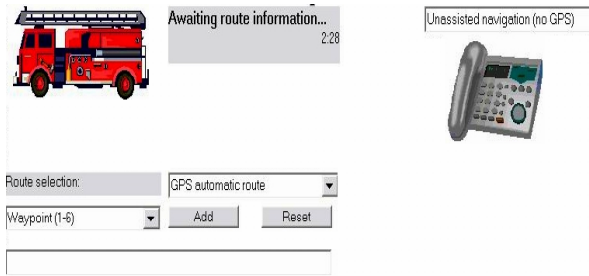 Awaiting route information...
2:28
Unassisted navigation (no GPS)
Route selection:
GPS automatic route
Waypoint (1-6)
Add
Reset